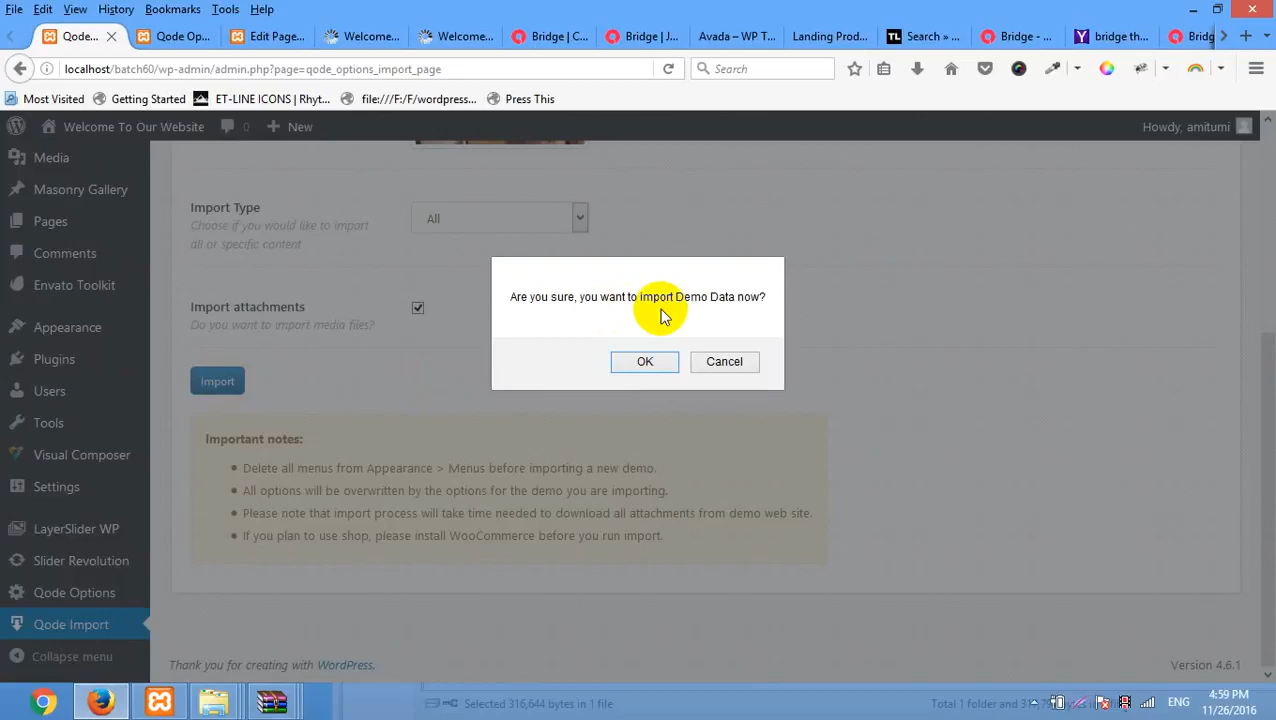 File Edit View History Bookmarks Tools Help
Qode... Qode Op... Edit Page... Welcome... Welcome... Bridge | C... Bridge | J... Avada – WP T... Landing Prod... TL Search » ... Bridge - ... bridge th... Bridg
localhost/batch60/wp-admin/admin.php?page=qode_options_import_page Search
Most Visited Getting Started ET-LINE ICONS | Rhyt... file:///F:/F/wordpress... Press This
Welcome To Our Website 0 New Howdy, amitumi
Media
Masonry Gallery
Pages
Comments
Envato Toolkit
Appearance
Plugins
Users
Tools
Visual Composer
Settings
LayerSlider WP
Slider Revolution
Qode Options
Qode Import
Collapse menu
Import Type
Choose if you would like to import
all or specific content
All
Import attachments
Do you want to import media files?
Import
Are you sure, you want to import Demo Data now?
OK Cancel
Important notes:
Delete all menus from Appearance > Menus before importing a new demo.
All options will be overwritten by the options for the demo you are importing.
Please note that import process will take time needed to download all attachments from demo web site.
If you plan to use shop, please install WooCommerce before you run import.
Thank you for creating with WordPress. Version 4.6.1
Selected 316,644 bytes in 1 file
Total 1 folder and
ENG
4:59 PM
11/26/2016